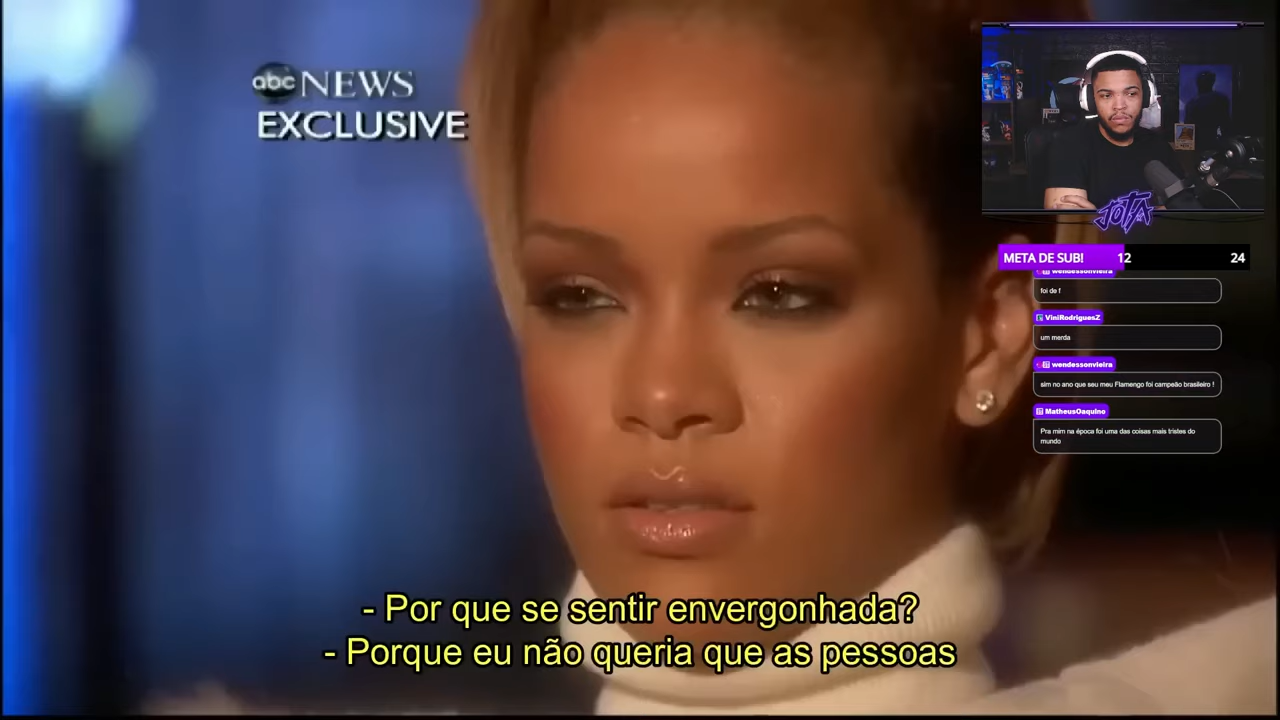 abc NEWS
EXCLUSIVE
JOTA
META DE SUB! 12 24
wendessonvieira
foi de f
ViniRodriguesZ
um merda
wendessonvieira
sim no ano que seu meu Flamengo foi campeão brasileiro !
MatheusOaquino
Pra mim na época foi uma das coisas mais tristes do
mundo
- Por que se sentir envergonhada?
- Porque eu não queria que as pessoas